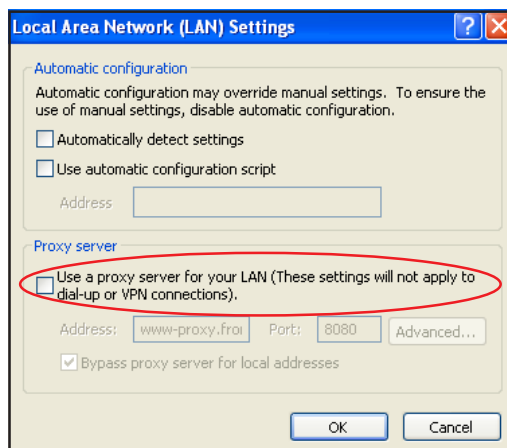 Local Area Network (LAN) Settings
Automatic configuration
Automatic configuration may override manual settings. To ensure the
use of manual settings, disable automatic configuration.
Automatically detect settings
Use automatic configuration script
Address
Proxy server
Use a proxy server for your LAN (These settings will not apply to
dial-up or VPN connections).
Address: www-proxy.fro Port: 8080 Advanced...
Bypass proxy server for local addresses
OK Cancel